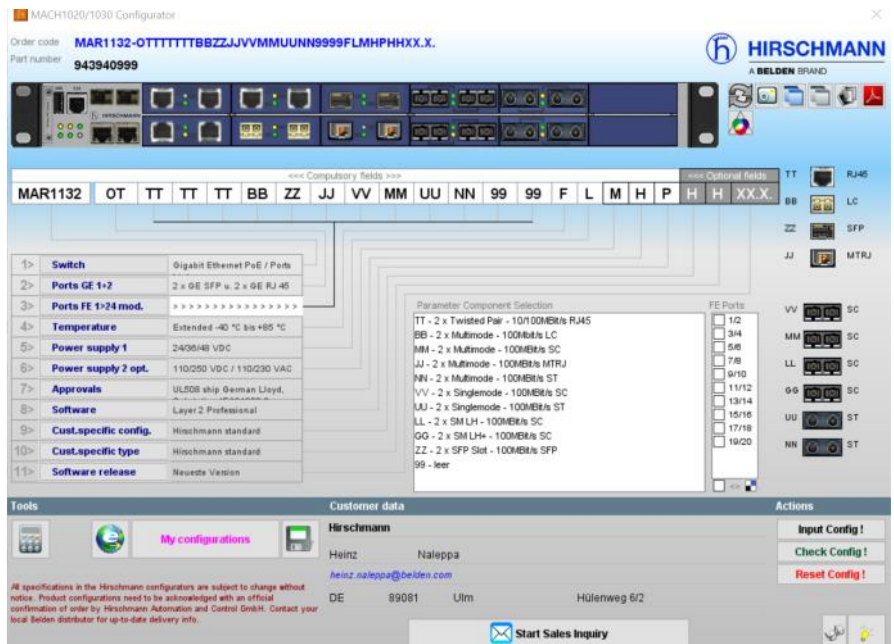 MACH1020/1030 Configurator
Order code MAR1132-OTTTTTTTBBZZJJVVMMUUNN9999FLMHPHHXX.X.
Part number 943940999
HIRSCHMANN
A BELDEN BRAND
<<< Compulsory fields >>> <<< Optional fields
MAR1132 OT TT TT TT BB ZZ JJ VV MM UU NN 99 99 F L M H P H H XX.X.
TT RJ45
BB LC
ZZ SFP
JJ MTRJ
VV SC
MM SC
LL SC
GG SC
UU ST
NN ST
1> Switch Gigabit Ethernet PoE / Ports
2> Ports GE 1+2 2 x GE SFP u. 2 x GE RJ 45
3> Ports FE 1>24 mod. > > > > > > > > > > > > > > > >
4> Temperature Extended -40 °C bis +85 °C
5> Power supply 1 24/36/48 VDC
6> Power supply 2 opt. 110/250 VDC / 110/230 VAC
7> Approvals UL508 ship German Lloyd,
8> Software Layer 2 Professional
9> Cust.specific config. Hirschmann standard
10> Cust.specific type Hirschmann standard
11> Software release Neueste Version
Parameter Component Selection
TT - 2 x Twisted Pair - 10/100MBit/s RJ45
BB - 2 x Multimode - 100Mbit/s LC
MM - 2 x Multimode - 100MBit/s SC
JJ - 2 x Multimode - 100MBit/s MTRJ
NN - 2 x Multimode - 100MBit/s ST
VV - 2 x Singlemode - 100MBit/s SC
UU - 2 x Singlemode - 100MBit/s ST
LL - 2 x SM LH - 100MBit/s SC
GG - 2 x SM LH+ - 100MBit/s SC
ZZ - 2 x SFP Slot - 100MBit/s SFP
99 - leer
FE Ports
1/2
3/4
5/6
7/8
9/10
11/12
13/14
15/16
17/18
19/20
<>
Tools
My configurations
All specifications in the Hirschmann configurators are subject to change without
notice. Product configurations need to be acknowledged with an official
confirmation of order by Hirschmann Automation and Control GmbH. Contact your
local Belden distributor for up-to-date delivery info.
Customer data
Hirschmann
Heinz Naleppa
heinz.naleppa@belden.com
DE 89081 Ulm Hülenweg 6/2
Start Sales Inquiry
Actions
Input Config !
Check Config !
Reset Config !